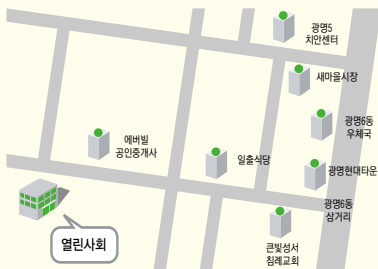 광명5
치안센터
새마을시장
광명6동
우체국
에버빌
공인중개사
일출식당
광명현대타운
광명6동
삼거리
열린사회
큰빛성서
침례교회